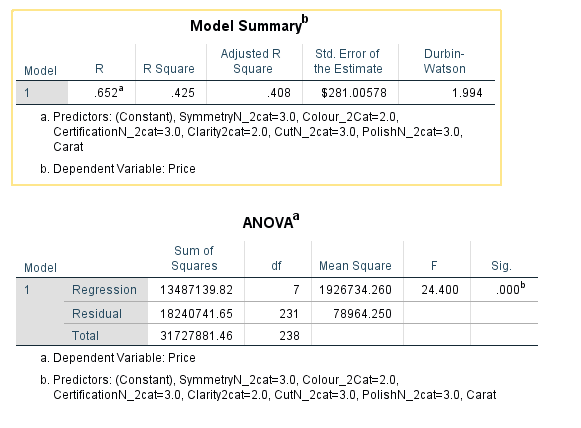 Model Summaryb
Adjusted R Std. Error of Durbin-
Model R R Square Square the Estimate Watson
1 .652a .425 .408 $281.00578 1.994
a. Predictors: (Constant), SymmetryN_2cat=3.0, Colour_2Cat=2.0,
CertificationN_2cat=3.0, Clarity2cat=2.0, CutN_2cat=3.0, PolishN_2cat=3.0,
Carat
b. Dependent Variable: Price
ANOVAa
Sum of
Model Squares df Mean Square F Sig.
1 Regression 13487139.82 7 1926734.260 24.400 .000b
Residual 18240741.65 231 78964.250
Total 31727881.46 238
a. Dependent Variable: Price
b. Predictors: (Constant), SymmetryN_2cat=3.0, Colour_2Cat=2.0,
CertificationN_2cat=3.0, Clarity2cat=2.0, CutN_2cat=3.0, PolishN_2cat=3.0, Carat